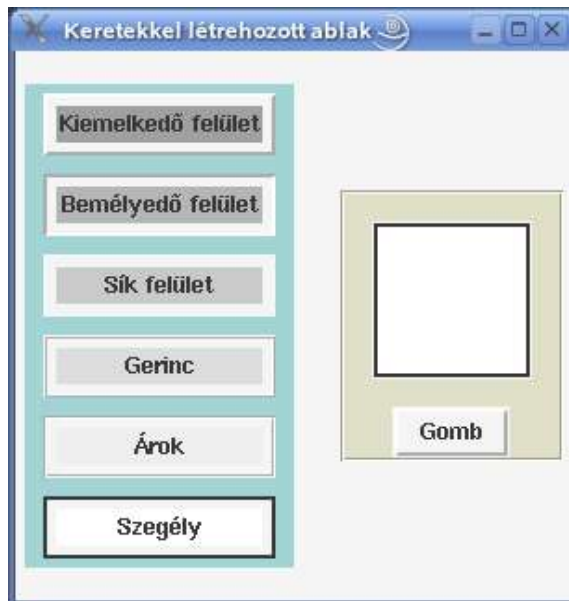 Keretekkel létrehozott ablak
Kiemelkedő felület
Bemélyedő felület
Sík felület
Gerinc
Árok
Szegély
Gomb